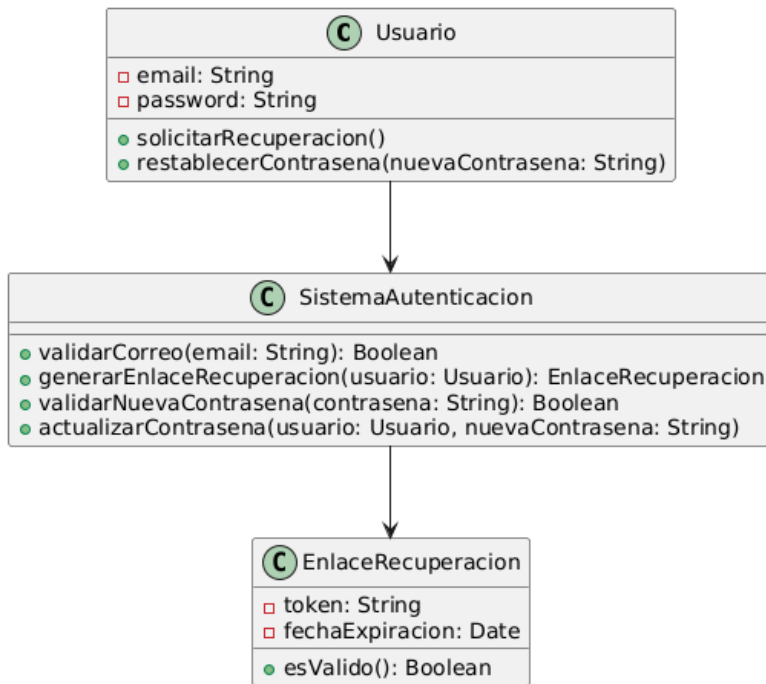 C Usuario
email: String
password: String
solicitarRecuperacion()
restablecerContrasena(nuevaContrasena: String)
C SistemaAutenticacion
validarCorreo(email: String): Boolean
generarEnlaceRecuperacion(usuario: Usuario): EnlaceRecuperacion
validarNuevaContrasena(contrasena: String): Boolean
actualizarContrasena(usuario: Usuario, nuevaContrasena: String)
C EnlaceRecuperacion
token: String
fechaExpiracion: Date
esValido(): Boolean